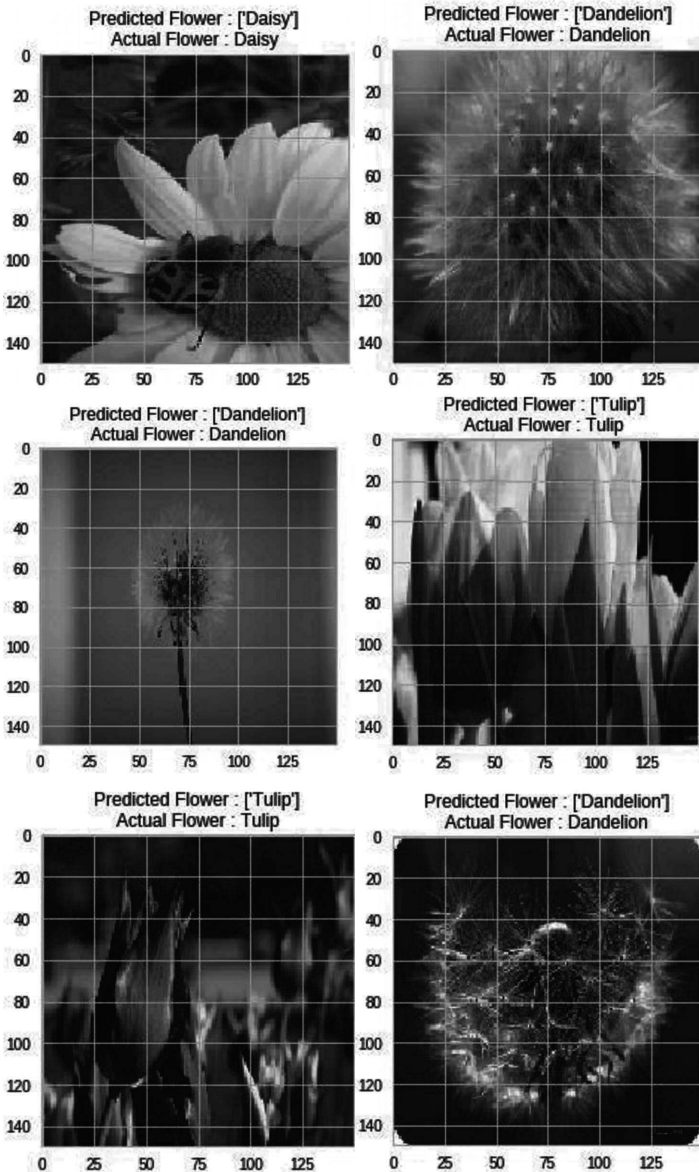 Predicted Flower : ['Daisy']
Actual Flower : Daisy
0
20
40
60
80
100
120
140
0 25 50 75 100 125
Predicted Flower : ['Dandelion']
Actual Flower : Dandelion
0
20
40
60
80
100
120
140
0 25 50 75 100 125
Predicted Flower : ['Dandelion']
Actual Flower : Dandelion
0
20
40
60
80
100
120
140
0 25 50 75 100 125
Predicted Flower : ['Tulip']
Actual Flower : Tulip
0
20
40
60
80
100
120
140
0 25 50 75 100 125
Predicted Flower : ['Tulip']
Actual Flower : Tulip
0
20
40
60
80
100
120
140
0 25 50 75 100 125
Predicted Flower : ['Dandelion']
Actual Flower : Dandelion
0
20
40
60
80
100
120
140
0 25 50 75 100 125